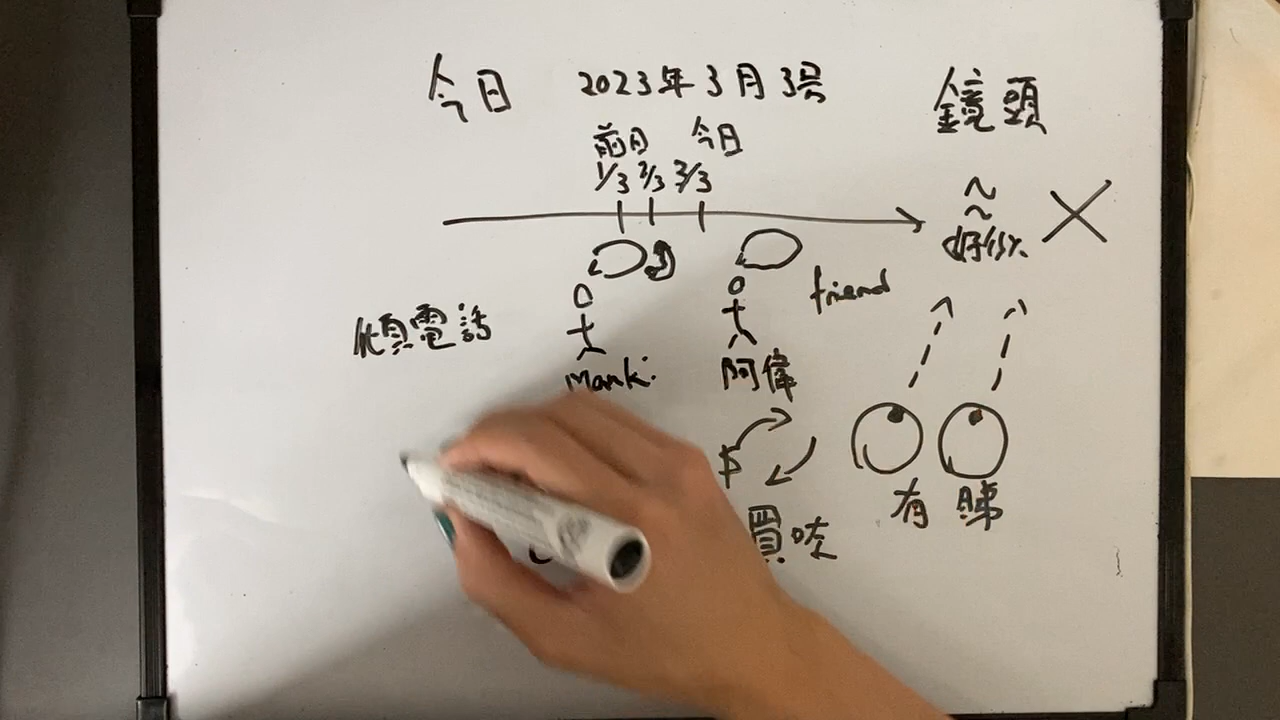 今日 2023年3月3号 鏡頭
前日 今日
1/3 2/3 3/3
好似
friend
傾電話
Manki
阿偉
$
有睇
買咗